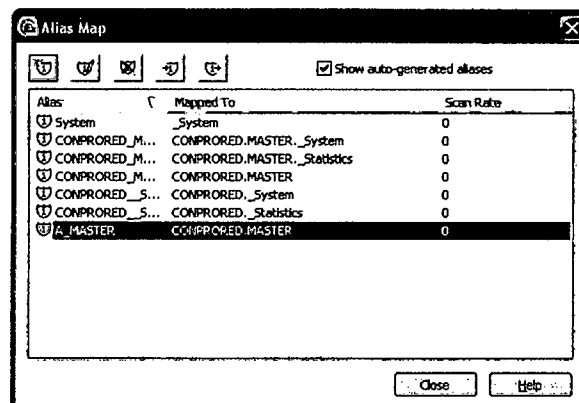 Alias Map
Show auto-generated aliases
Alias Mapped To Scan Rate
System _System 0
CONPRORED_M... CONPRORED.MASTER._System 0
CONPRORED_M... CONPRORED.MASTER._Statistics 0
CONPRORED_M... CONPRORED.MASTER 0
CONPRORED__S... CONPRORED._System 0
CONPRORED__S... CONPRORED._Statistics 0
A_MASTER CONPRORED.MASTER 0
Close Help